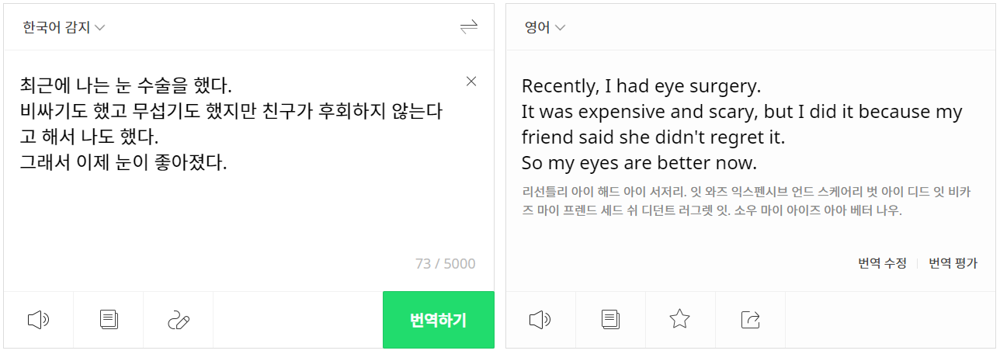 한국어 감지
최근에 나는 눈 수술을 했다.
비싸기도 했고 무섭기도 했지만 친구가 후회하지 않는다
고 해서 나도 했다.
그래서 이제 눈이 좋아졌다.
73 / 5000
번역하기
영어
Recently, I had eye surgery.
It was expensive and scary, but I did it because my
friend said she didn't regret it.
So my eyes are better now.
리선틀리 아이 해드 아이 서저리. 잇 와즈 익스펜시브 언드 스케어리 벗 아이 디드 잇 비카
즈 마이 프렌드 세드 쉬 디던트 러그렛 잇. 소우 마이 아이즈 아아 베터 나우.
번역 수정 | 번역 평가